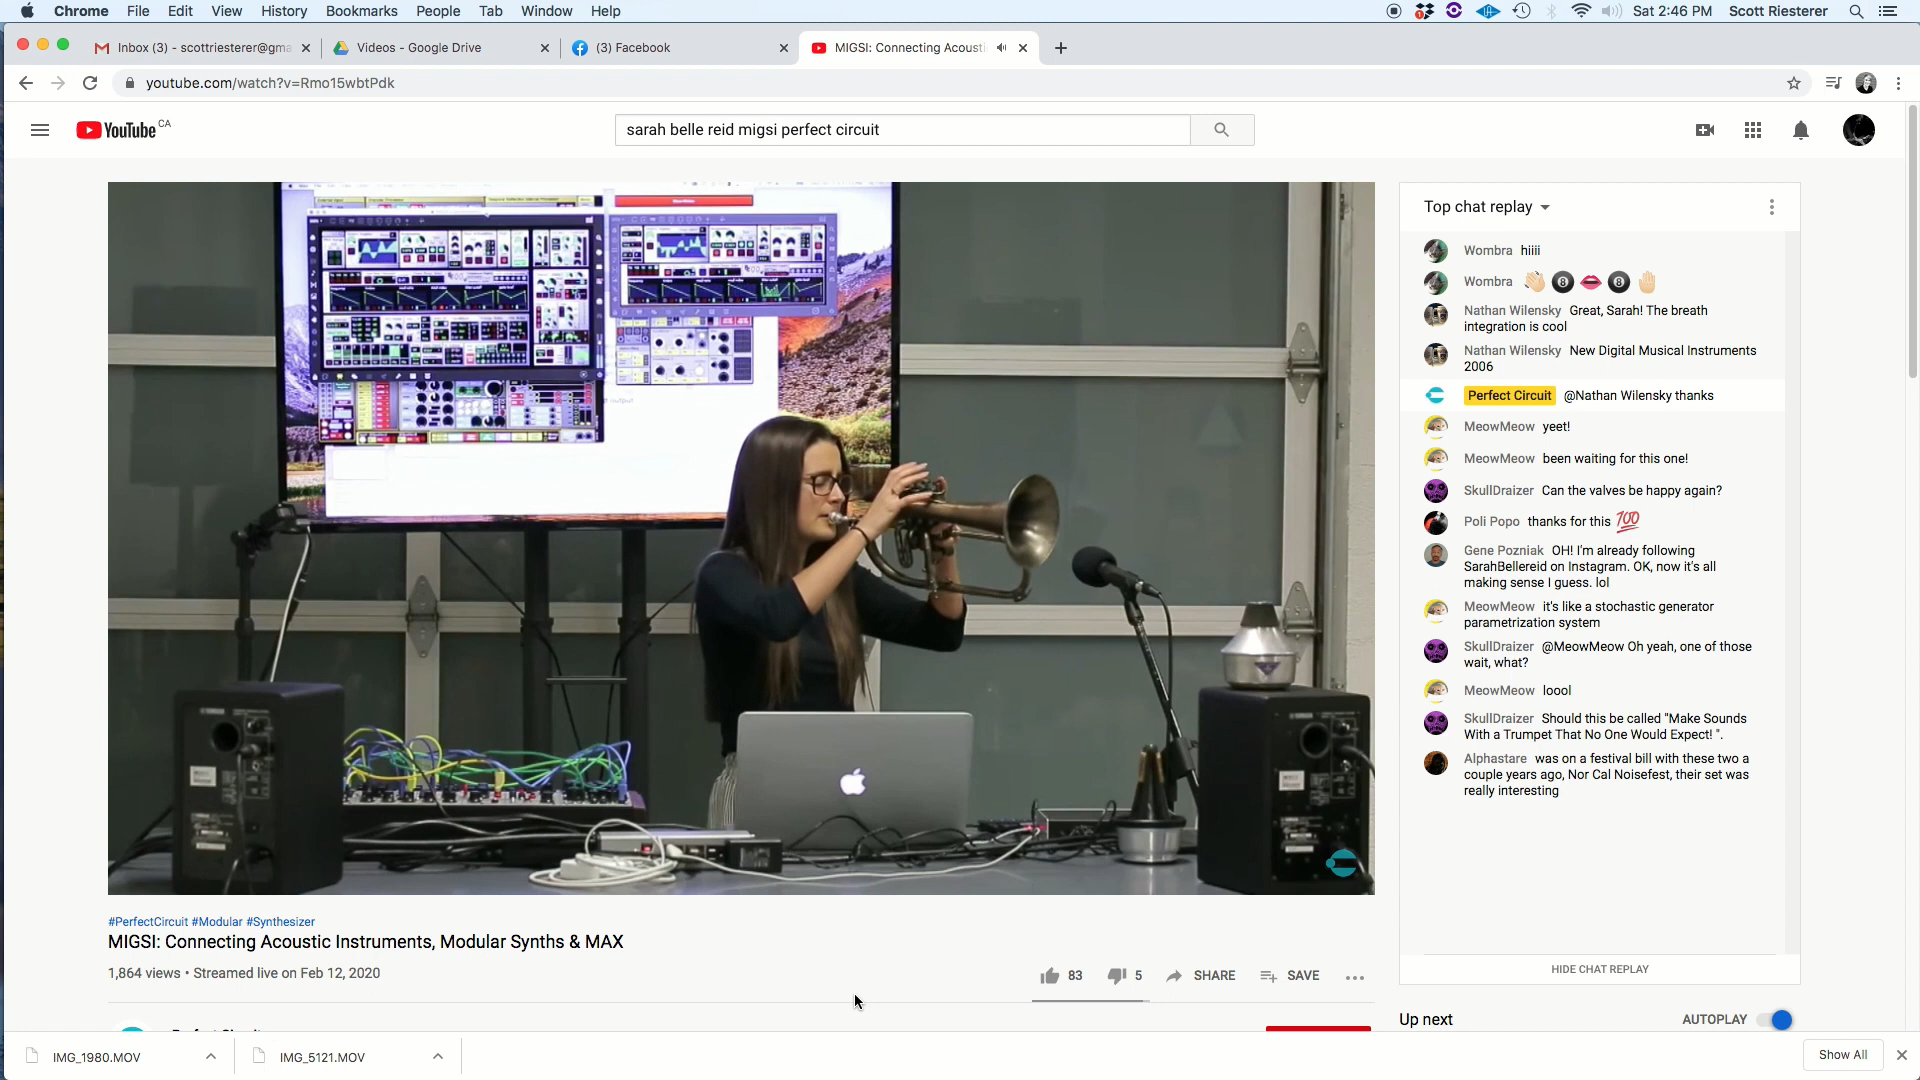 Chrome File Edit View History Bookmarks People Tab Window Help
Sat 2:46 PM Scott Riesterer
Inbox (3) - scottriesterer@gma
Videos - Google Drive
(3) Facebook
MIGSI: Connecting Acousti
youtube.com/watch?v=Rmo15wbtPdk
YouTube CA
sarah belle reid migsi perfect circuit
Top chat replay
Wombra hiiii
Wombra 👋🏻 🎱 👄 🎱 🤚🏻
Nathan Wilensky Great, Sarah! The breath
integration is cool
Nathan Wilensky New Digital Musical Instruments
2006
Perfect Circuit @Nathan Wilensky thanks
MeowMeow yeet!
MeowMeow been waiting for this one!
SkullDraizer Can the valves be happy again?
Poli Popo thanks for this 💯
Gene Pozniak OH! I'm already following
SarahBellereid on Instagram. OK, now it's all
making sense I guess. lol
MeowMeow it's like a stochastic generator
parametrization system
SkullDraizer @MeowMeow Oh yeah, one of those
wait, what?
MeowMeow loool
SkullDraizer Should this be called "Make Sounds
With a Trumpet That No One Would Expect! ".
Alphastare was on a festival bill with these two a
couple years ago, Nor Cal Noisefest, their set was
really interesting
HIDE CHAT REPLAY
#PerfectCircuit #Modular #Synthesizer
MIGSI: Connecting Acoustic Instruments, Modular Synths & MAX
1,864 views • Streamed live on Feb 12, 2020
83 5 SHARE SAVE
Up next AUTOPLAY
IMG_1980.MOV
IMG_5121.MOV
Show All